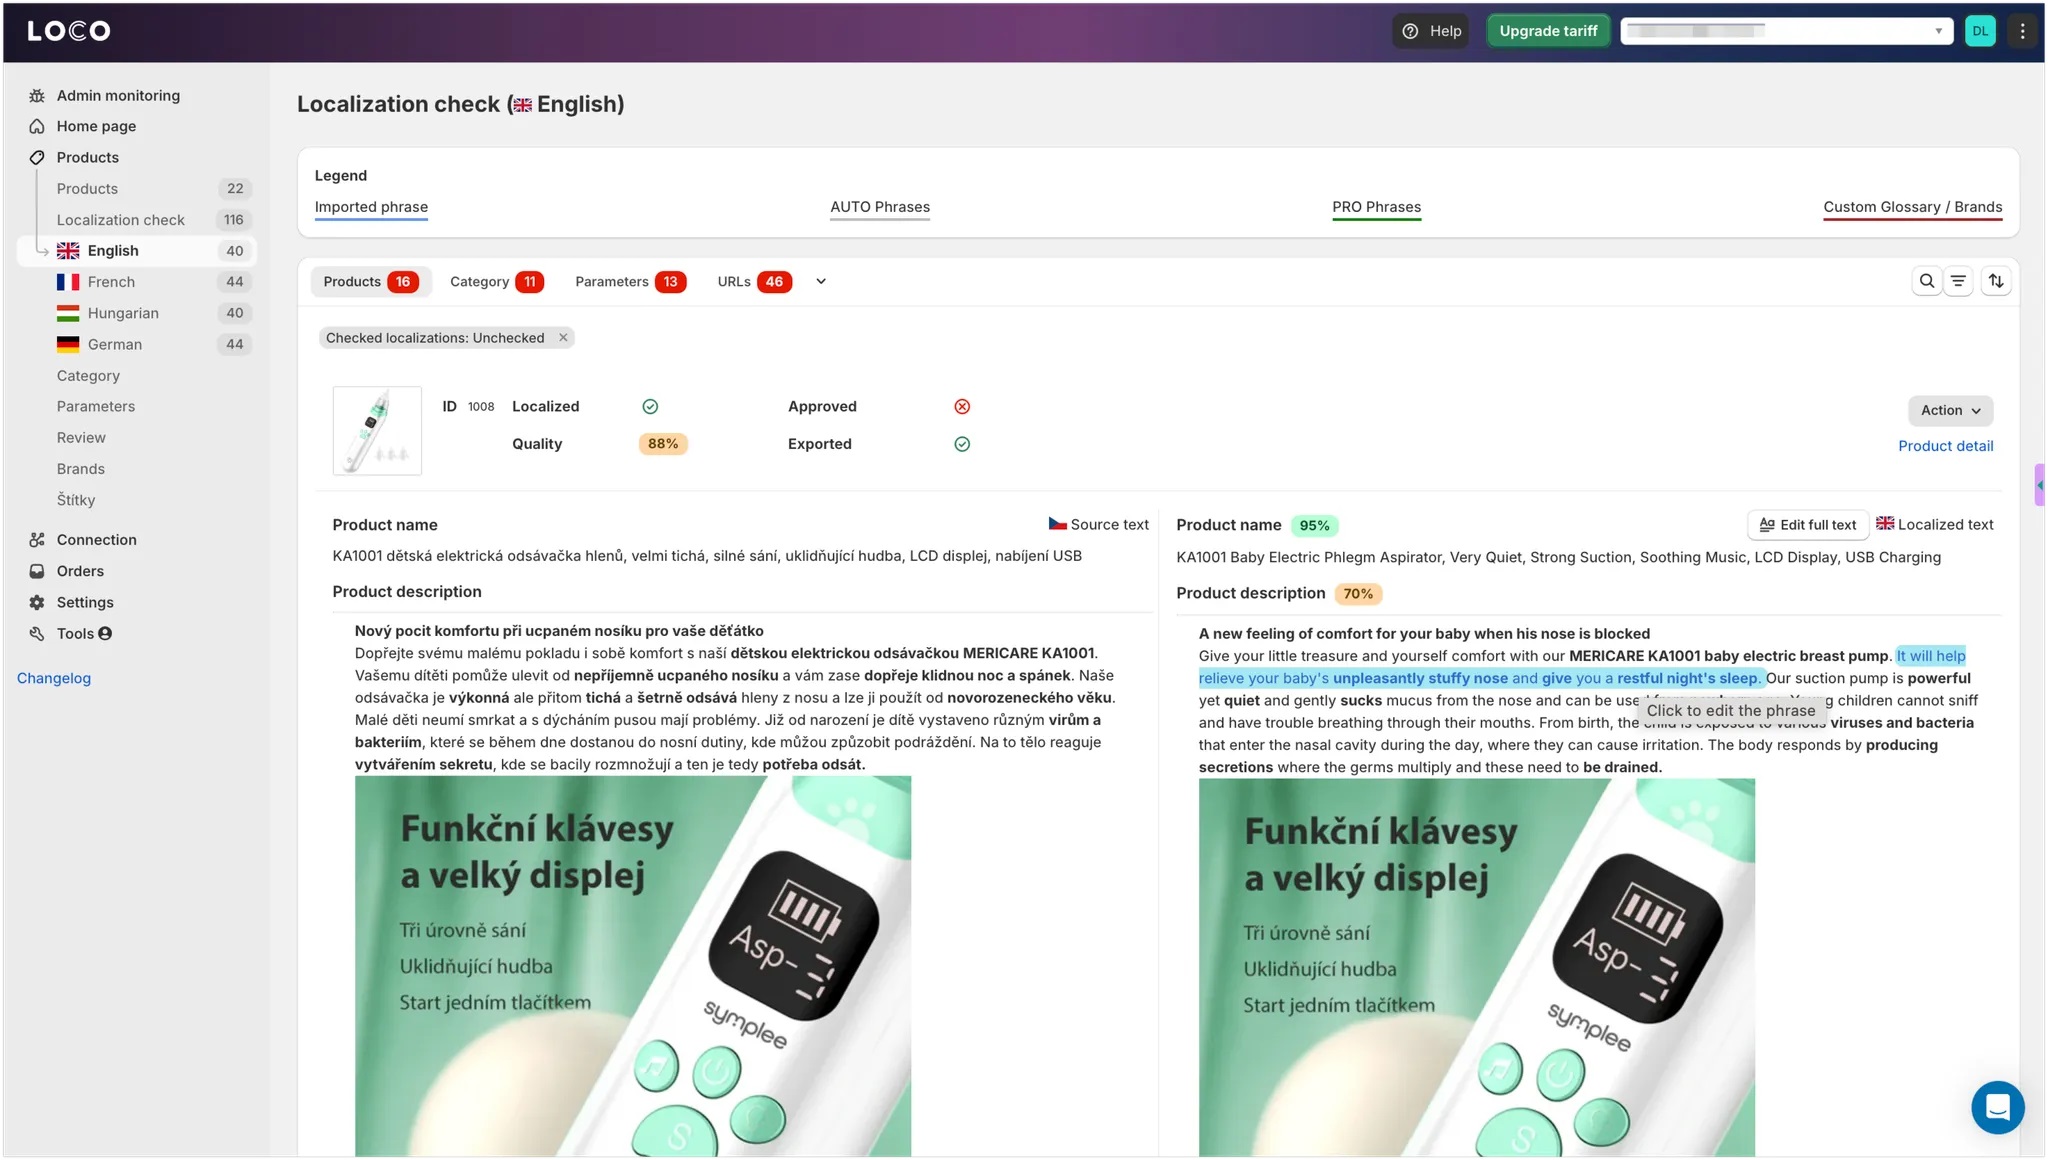 LOCO
Help
Upgrade tariff
DL
Admin monitoring
Home page
Products
Products 22
Localization check 116
English 40
French 44
Hungarian 40
German 44
Category
Parameters
Review
Brands
Štítky
Connection
Orders
Settings
Tools
Changelog
Localization check (English)
Legend
Imported phrase
AUTO Phrases
PRO Phrases
Custom Glossary / Brands
Products 16
Category 11
Parameters 13
URLs 46
Checked localizations: Unchecked
ID 1008 Localized
Approved
Action
Quality 88%
Exported
Product detail
Product name
Source text
KA1001 dětská elektrická odsávačka hlenů, velmi tichá, silné sání, uklidňující hudba, LCD displej, nabíjení USB
Product description
Nový pocit komfortu při ucpaném nosíku pro vaše děťátko
Dopřejte svému malému pokladu i sobě komfort s naší dětskou elektrickou odsávačkou MERICARE KA1001.
Vašemu dítěti pomůže ulevit od nepříjemně ucpaného nosíku a vám zase dopřeje klidnou noc a spánek. Naše
odsávačka je výkonná ale přitom tichá a šetrně odsává hleny z nosu a lze ji použít od novorozeneckého věku.
Malé děti neumí smrkat a s dýcháním pusou mají problémy. Již od narození je dítě vystaveno různým virům a
bakteriím, které se během dne dostanou do nosní dutiny, kde můžou způzobit podráždění. Na to tělo reaguje
vytvářením sekretu, kde se bacily rozmnožují a ten je tedy potřeba odsát.
Funkční klávesy
a velký displej
Tři úrovně sání
Uklidňující hudba
Start jedním tlačítkem
Asp-
symplee
S
Product name 95%
Edit full text
Localized text
KA1001 Baby Electric Phlegm Aspirator, Very Quiet, Strong Suction, Soothing Music, LCD Display, USB Charging
Product description 70%
A new feeling of comfort for your baby when his nose is blocked
Give your little treasure and yourself comfort with our MERICARE KA1001 baby electric breast pump. It will help
relieve your baby's unpleasantly stuffy nose and give you a restful night's sleep. Our suction pump is powerful
yet quiet and gently sucks mucus from the nose and can be used children cannot sniff
Click to edit the phrase
and have trouble breathing through their mouths. From birth, the child is exposed to various viruses and bacteria
that enter the nasal cavity during the day, where they can cause irritation. The body responds by producing
secretions where the germs multiply and these need to be drained.
Funkční klávesy
a velký displej
Tři úrovně sání
Uklidňující hudba
Start jedním tlačítkem
Asp-
symplee
S